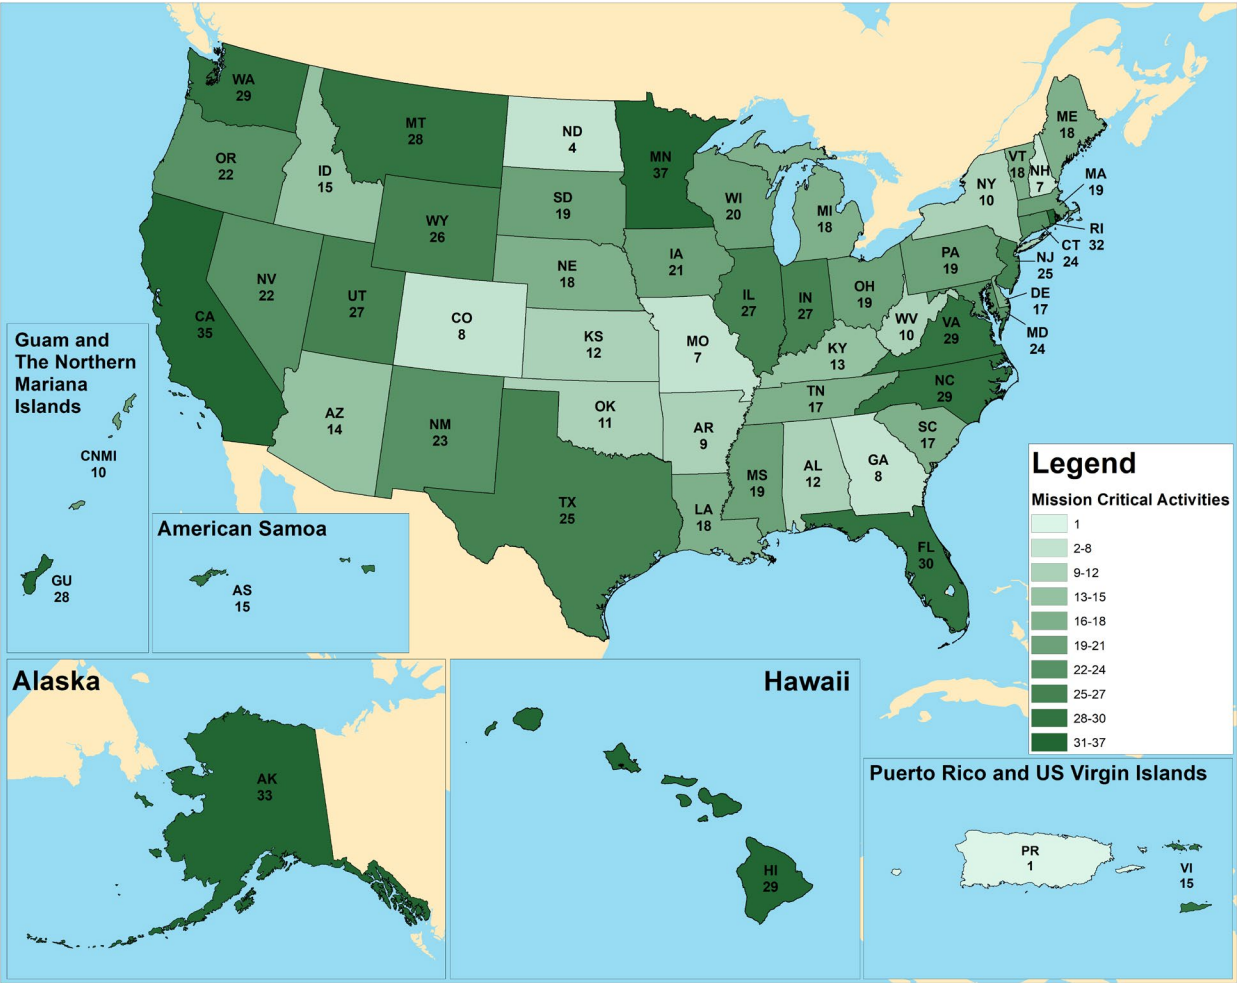 WA
29
MT
28
ND
4
MN
37
OR
22
ID
15
WY
26
SD
19
WI
20
MI
18
NY
10
VT
18
NH
7
ME
18
MA
19
RI
32
CT
24
NJ
25
DE
17
MD
24
PA
19
NV
22
UT
27
CA
35
CO
8
NE
18
KS
12
IA
21
MO
7
IL
27
IN
27
OH
19
WV
10
VA
29
KY
13
NC
29
TN
17
SC
17
AZ
14
NM
23
OK
11
AR
9
TX
25
LA
18
MS
19
AL
12
GA
8
FL
30
Guam and
The Northern
Mariana
Islands
CNMI
10
GU
28
American Samoa
AS
15
Legend
Mission Critical Activities
1
2-8
9-12
13-15
16-18
19-21
22-24
25-27
28-30
31-37
Alaska
AK
33
Hawaii
HI
29
Puerto Rico and US Virgin Islands
PR
1
VI
15